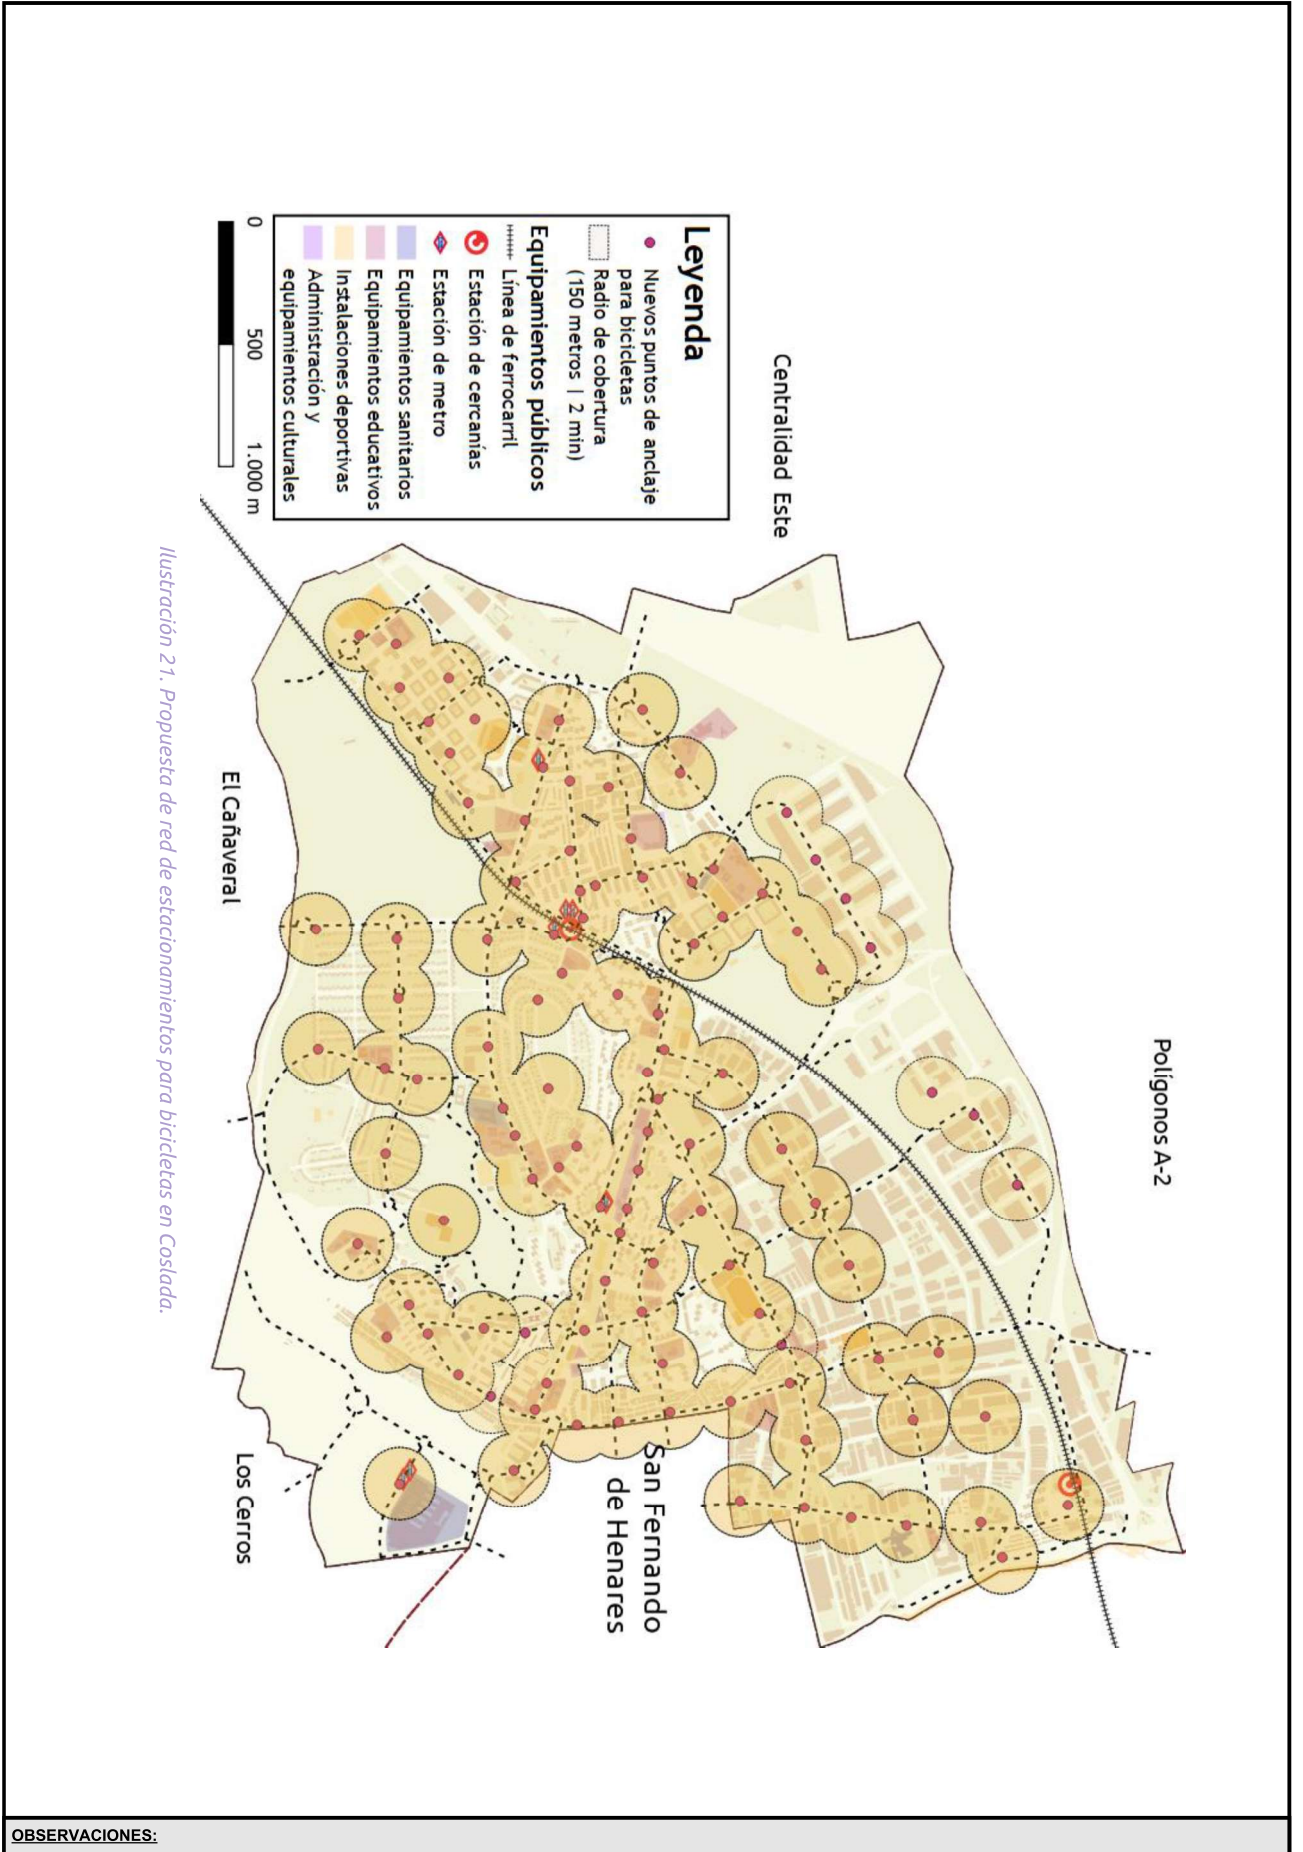 Leyenda
Nuevos puntos de anclaje
para bicicletas
Radio de cobertura
(150 metros | 2 min)
Equipamientos públicos
Línea de ferrocarril
Estación de cercanías
Estación de metro
Equipamientos sanitarios
Equipamientos educativos
Instalaciones deportivas
Administración y
equipamientos culturales
0 500 1.000 m
Centralidad Este
Polígonos A-2
El Cañaveral
San Fernando
de Henares
Los Cerros
Ilustración 21. Propuesta de red de estacionamientos para bicicletas en Coslada.
OBSERVACIONES: